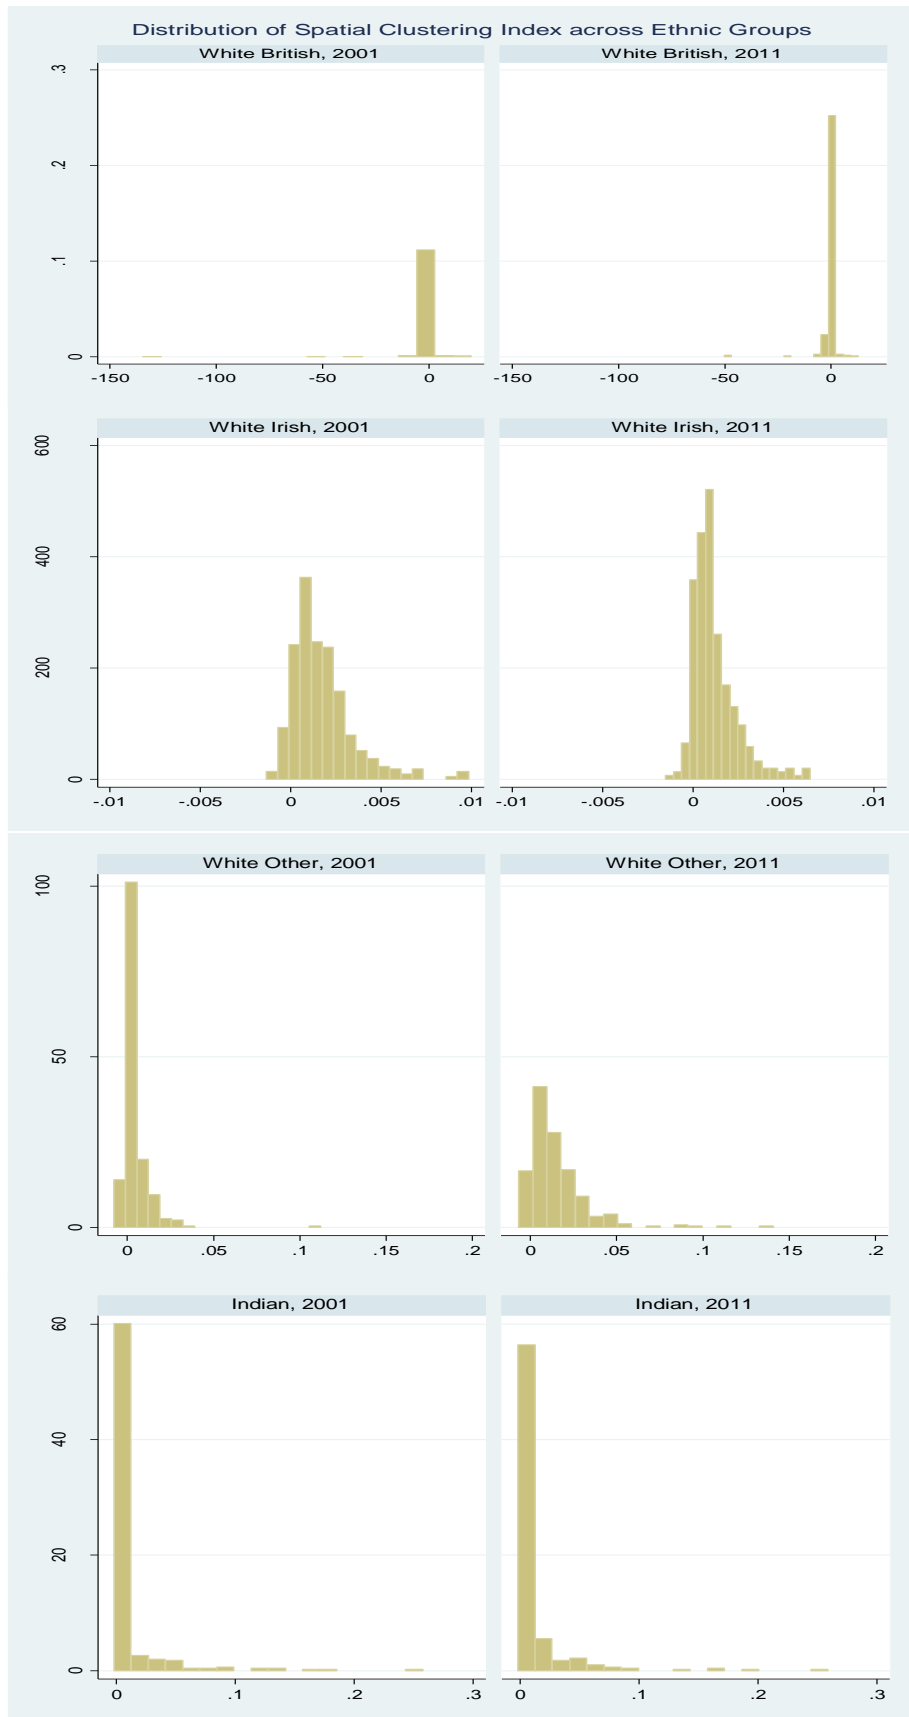 Distribution of Spatial Clustering Index across Ethnic Groups
White British, 2001
White British, 2011
.3
.2
.1
0
-150 -100 -50 0
-150 -100 -50 0
White Irish, 2001
White Irish, 2011
600
400
200
0
-.01 -.005 0 .005 .01
-.01 -.005 0 .005 .01
White Other, 2001
White Other, 2011
100
50
0
0 .05 .1 .15 .2
0 .05 .1 .15 .2
Indian, 2001
Indian, 2011
60
40
20
0
0 .1 .2 .3
0 .1 .2 .3